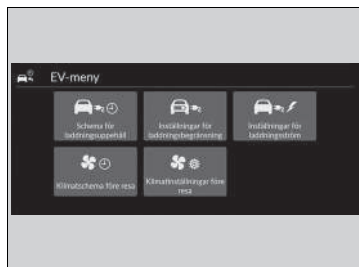 EV-meny
Schema för
laddningsuppehåll
Inställningar för
laddningsbegränsning
Inställningar för
laddningsström
Klimatschema före resa
Klimatinställningar före
resa